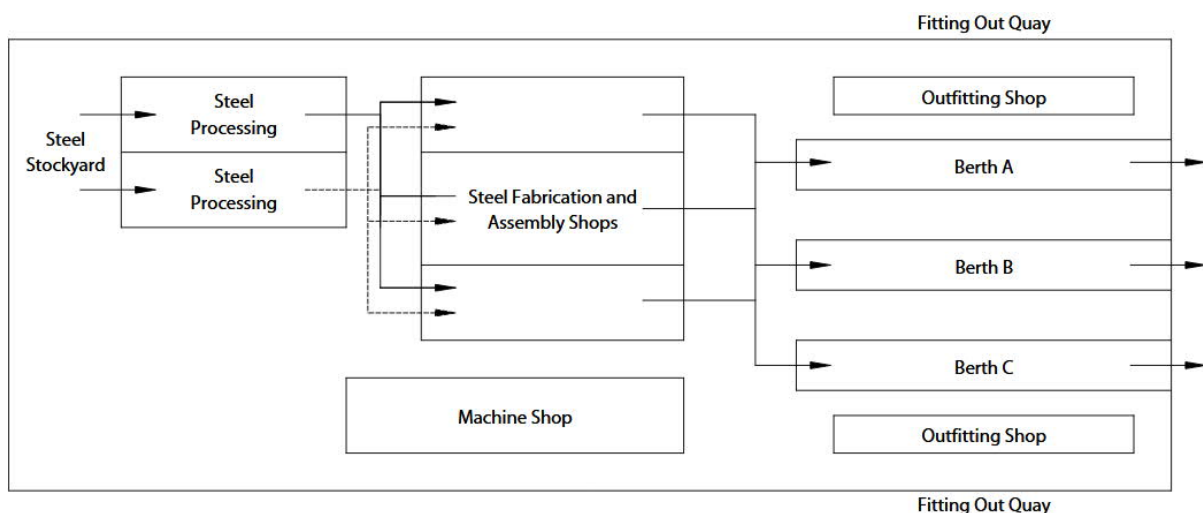 Fitting Out Quay
Steel
Processing
Outfitting Shop
Steel
Stockyard
Berth A
Steel
Processing
Steel Fabrication and
Assembly Shops
Berth B
Berth C
Machine Shop
Outfitting Shop
Fitting Out Quay